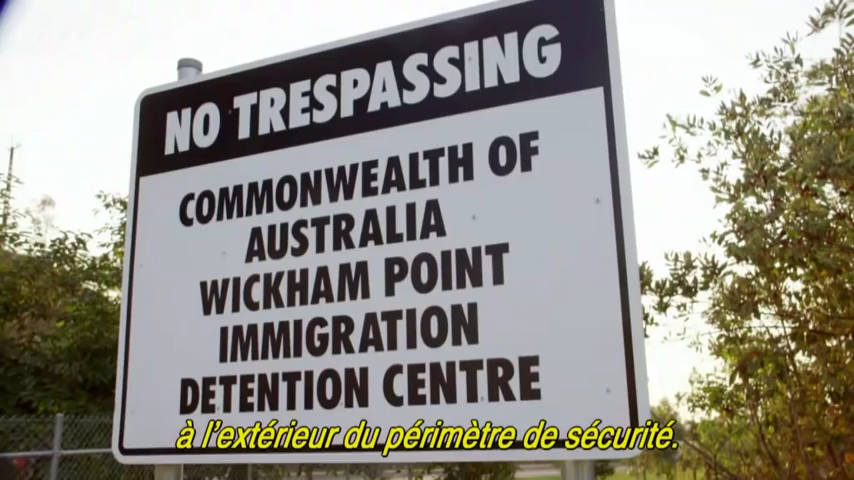 NO TRESPASSING
COMMONWEALTH OF
AUSTRALIA
WICKHAM POINT
IMMIGRATION
DETENTION CENTRE
à l'extérieur du périmètre de sécurité.